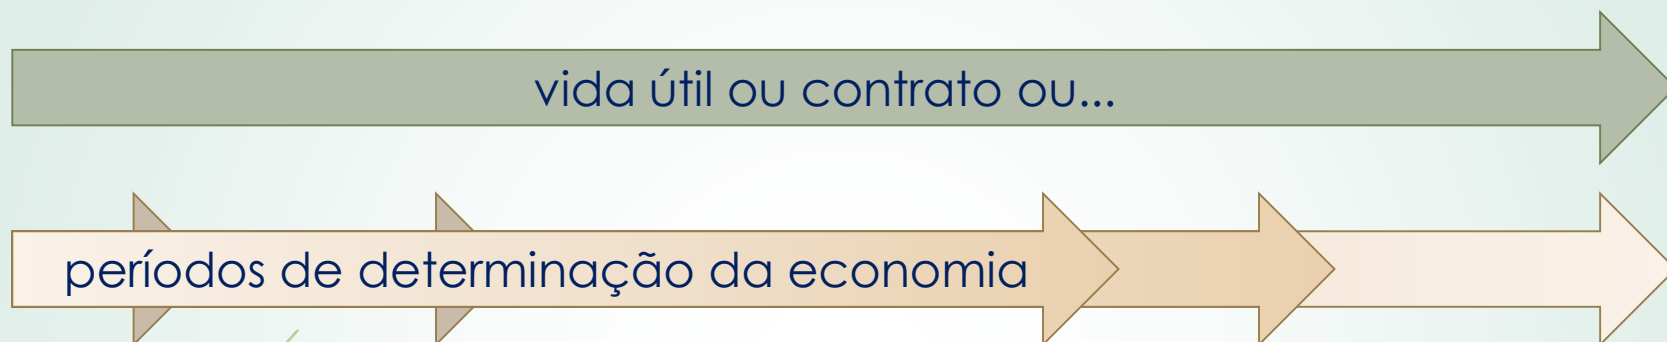 vida útil ou contrato ou...
períodos de determinação da economia